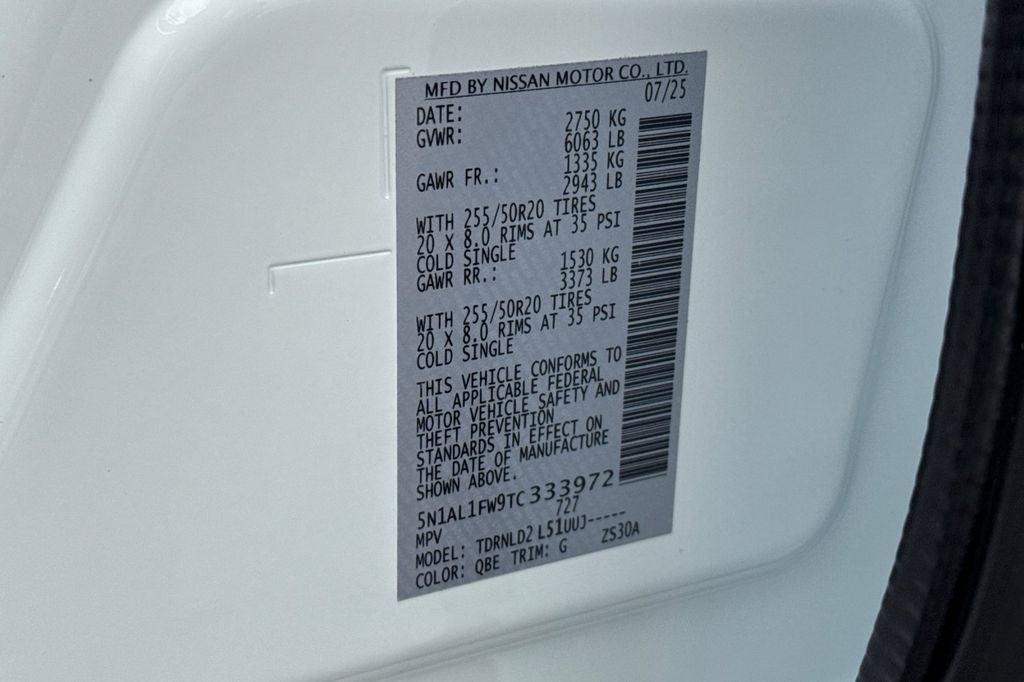 MFD BY NISSAN MOTOR CO., LTD.
DATE: 07/25
GVWR: 2750 KG
6063 LB
GAWR FR.: 1335 KG
2943 LB
WITH 255/50R20 TIRES
20 X 8.0 RIMS AT 35 PSI
COLD SINGLE
GAWR RR.: 1530 KG
3373 LB
WITH 255/50R20 TIRES
20 X 8.0 RIMS AT 35 PSI
COLD SINGLE
THIS VEHICLE CONFORMS TO
ALL APPLICABLE FEDERAL
MOTOR VEHICLE SAFETY AND
THEFT PREVENTION
STANDARDS IN EFFECT ON
THE DATE OF MANUFACTURE
SHOWN ABOVE.
5N1AL1FW9TC333972
MPV 727
MODEL: TDRNLD2 L51UUJ-----
COLOR: QBE TRIM: G ZS30A